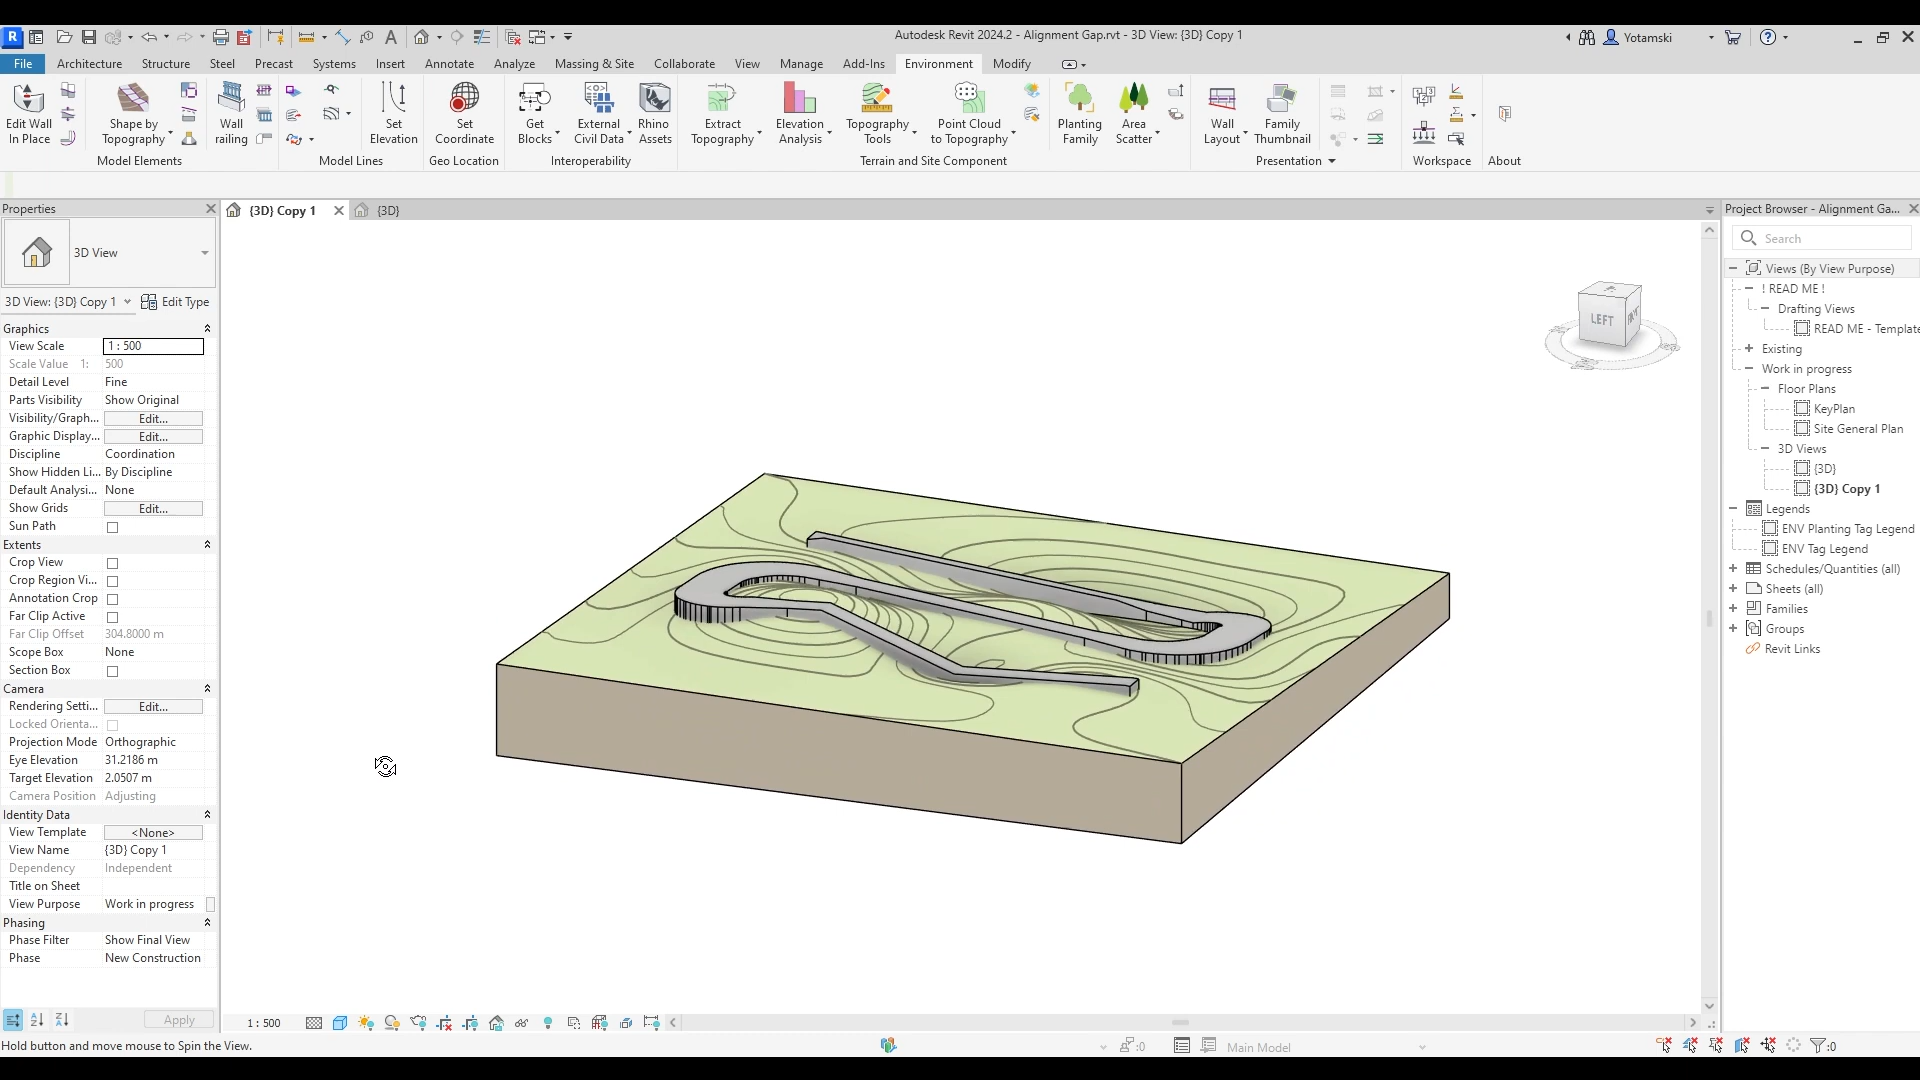 R
A
Autodesk Revit 2024.2 - Alignment Gap.rvt - 3D View: {3D} Copy 1
Yotamski
File Architecture Structure Steel Precast Systems Insert Annotate Analyze Massing & Site Collaborate View Manage Add-Ins Environment Modify
Edit Wall In Place
Shape by Topography
Wall railing
Set Elevation
Set Coordinate
Get Blocks
External Civil Data
Rhino Assets
Extract Topography
Elevation Analysis
Topography Tools
Point Cloud to Topography
Planting Family
Area Scatter
Wall Layout
Family Thumbnail
Model Elements Model Lines Geo Location Interoperability Terrain and Site Component Presentation Workspace About
Properties
3D View
3D View: {3D} Copy 1 Edit Type
Graphics
View Scale 1 : 500
Scale Value 1: 500
Detail Level Fine
Parts Visibility Show Original
Visibility/Graph... Edit...
Graphic Display... Edit...
Discipline Coordination
Show Hidden Li... By Discipline
Default Analysi... None
Show Grids Edit...
Sun Path
Extents
Crop View
Crop Region Vi...
Annotation Crop
Far Clip Active
Far Clip Offset 304.8000 m
Scope Box None
Section Box
Camera
Rendering Setti... Edit...
Locked Orienta...
Projection Mode Orthographic
Eye Elevation 31.2186 m
Target Elevation 2.0507 m
Camera Position Adjusting
Identity Data
View Template <None>
View Name {3D} Copy 1
Dependency Independent
Title on Sheet
View Purpose Work in progress
Phasing
Phase Filter Show Final View
Phase New Construction
Apply
{3D} Copy 1 {3D}
LEFT
Project Browser - Alignment Ga...
Search
Views (By View Purpose)
! READ ME !
Drafting Views
READ ME - Template
Existing
Work in progress
Floor Plans
KeyPlan
Site General Plan
3D Views
{3D}
{3D} Copy 1
Legends
ENV Planting Tag Legend
ENV Tag Legend
Schedules/Quantities (all)
Sheets (all)
Families
Groups
Revit Links
1 : 500
Hold button and move mouse to Spin the View.
:0
Main Model
:0